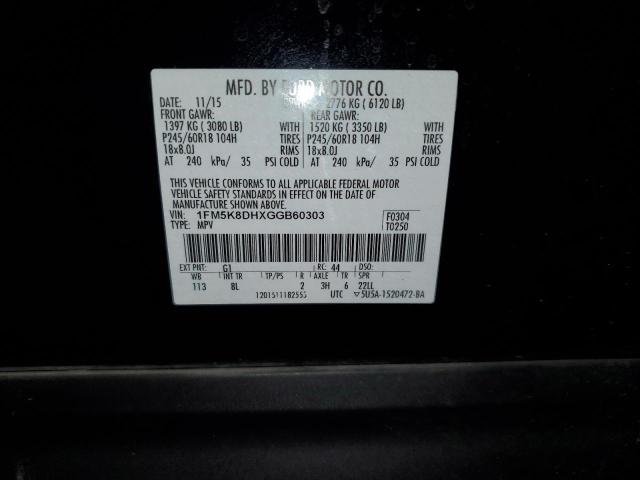 MFD. BY FORD MOTOR CO.
DATE: 11/15 2776 KG ( 6120 LB)
FRONT GAWR: REAR GAWR:
1397 KG ( 3080 LB) WITH 1520 KG ( 3350 LB) WITH
P245/60R18 104H TIRES P245/60R18 104H TIRES
18x8.0J RIMS 18x8.0J RIMS
AT 240 kPa/ 35 PSI COLD AT 240 kPa/ 35 PSI COLD
THIS VEHICLE CONFORMS TO ALL APPLICABLE FEDERAL MOTOR
VEHICLE SAFETY STANDARDS IN EFFECT ON THE DATE OF
MANUFACTURE SHOWN ABOVE.
VIN: 1FM5K8DHXGGB60303 F0304
TYPE: MPV T0250
EXT PNT: G1 RC: 44 DSO:
WB INT TR TP/PS R AXLE TR SPR
113 BL 2 3H 6 22LL
UTC ▽5U5A-1520472-BA